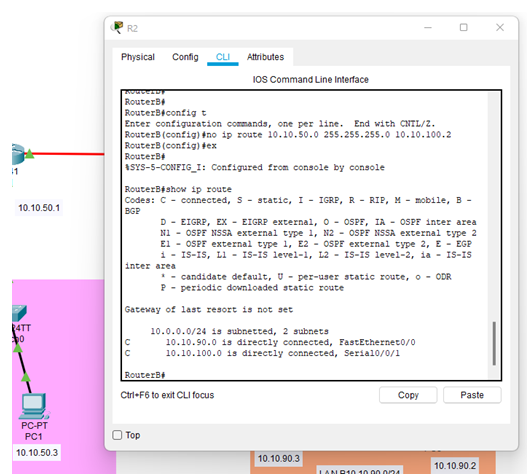 R2
Physical Config CLI Attributes
IOS Command Line Interface
RouterB#
RouterB#
RouterB#config t
Enter configuration commands, one per line.  End with CNTL/Z.
RouterB(config)#no ip route 10.10.50.0 255.255.255.0 10.10.100.2
RouterB(config)#ex
RouterB#
%SYS-5-CONFIG_I: Configured from console by console
RouterB#show ip route
Codes: C - connected, S - static, I - IGRP, R - RIP, M - mobile, B -
BGP
D - EIGRP, EX - EIGRP external, O - OSPF, IA - OSPF inter area
N1 - OSPF NSSA external type 1, N2 - OSPF NSSA external type 2
E1 - OSPF external type 1, E2 - OSPF external type 2, E - EGP
i - IS-IS, L1 - IS-IS level-1, L2 - IS-IS level-2, ia - IS-IS
inter area
* - candidate default, U - per-user static route, o - ODR
P - periodic downloaded static route
Gateway of last resort is not set
10.0.0.0/24 is subnetted, 2 subnets
C 10.10.90.0 is directly connected, FastEthernet0/0
C 10.10.100.0 is directly connected, Serial0/0/1
RouterB#
Ctrl+F6 to exit CLI focus
Copy Paste
Top
10.10.50.1
24TT
PC-PT
PC1
10.10.50.3
10.10.90.3
10.10.90.2